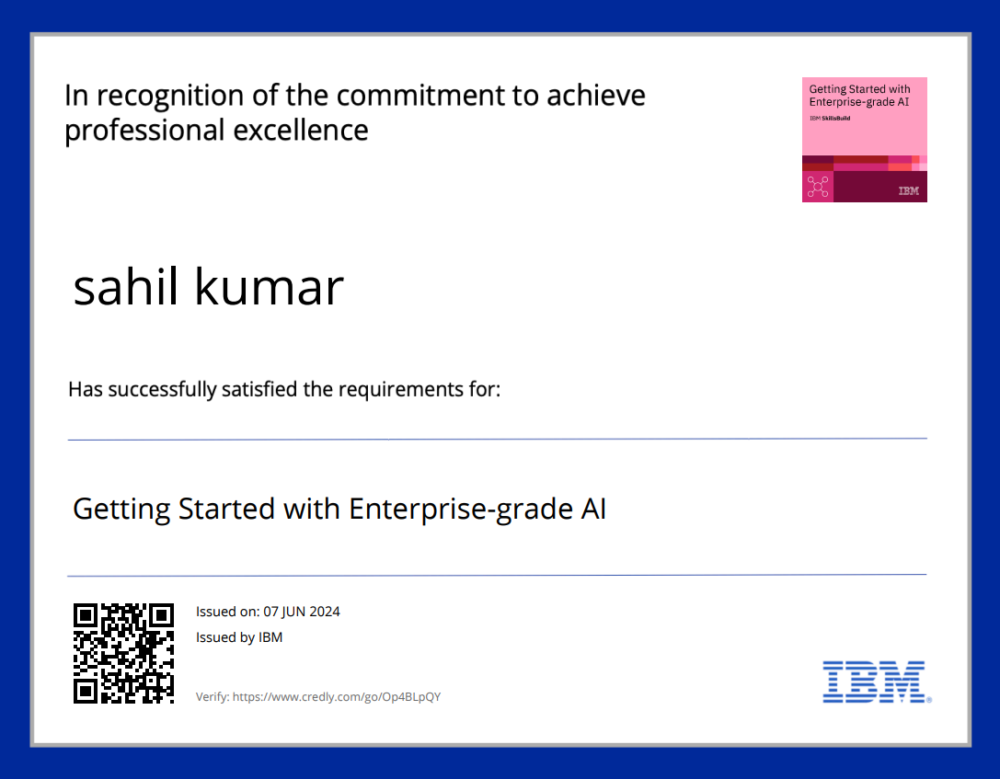 In recognition of the commitment to achieve
professional excellence
Getting Started with
Enterprise-grade AI
IBM SkillsBuild
IBM
sahil kumar
Has successfully satisfied the requirements for:
Getting Started with Enterprise-grade AI
Issued on: 07 JUN 2024
Issued by IBM
Verify: https://www.credly.com/go/Op4BLpQY
IBM®